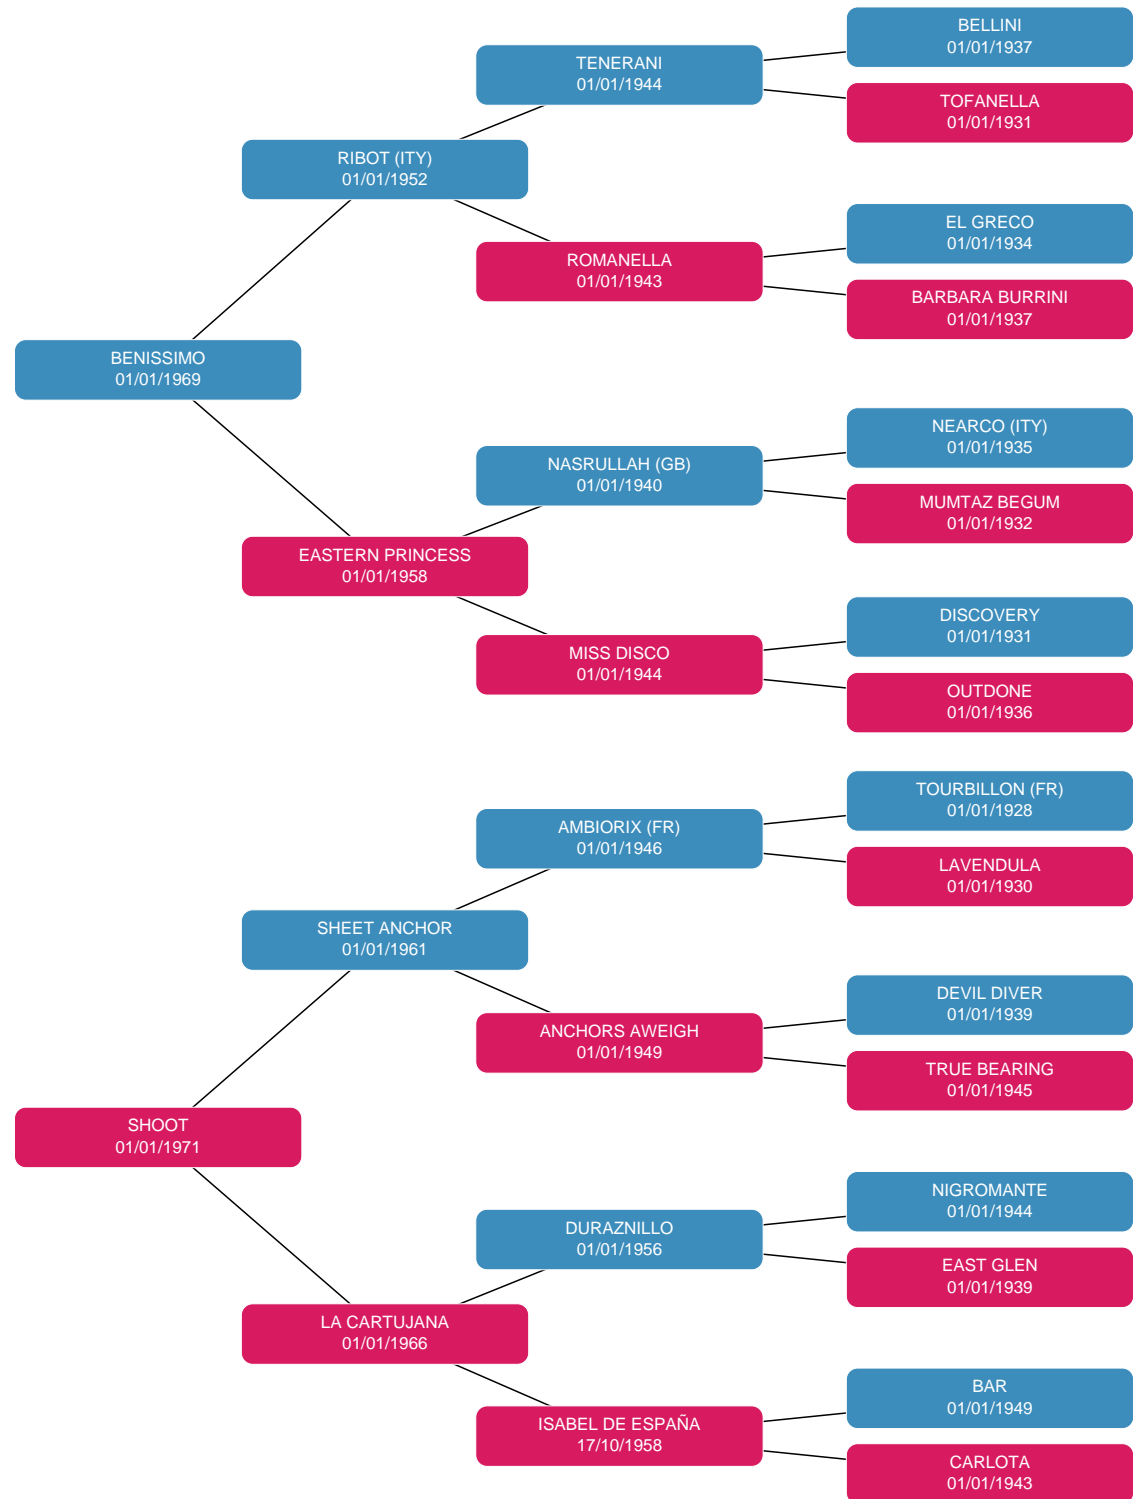 BELLINI
01/01/1937
TENERANI
01/01/1944
TOFANELLA
01/01/1931
RIBOT (ITY)
01/01/1952
EL GRECO
01/01/1934
ROMANELLA
01/01/1943
BARBARA BURRINI
01/01/1937
BENISSIMO
01/01/1969
NEARCO (ITY)
01/01/1935
NASRULLAH (GB)
01/01/1940
MUMTAZ BEGUM
01/01/1932
EASTERN PRINCESS
01/01/1958
DISCOVERY
01/01/1931
MISS DISCO
01/01/1944
OUTDONE
01/01/1936
TOURBILLON (FR)
01/01/1928
AMBIORIX (FR)
01/01/1946
LAVENDULA
01/01/1930
SHEET ANCHOR
01/01/1961
DEVIL DIVER
01/01/1939
ANCHORS AWEIGH
01/01/1949
TRUE BEARING
01/01/1945
SHOOT
01/01/1971
NIGROMANTE
01/01/1944
DURAZNILLO
01/01/1956
EAST GLEN
01/01/1939
LA CARTUJANA
01/01/1966
BAR
01/01/1949
ISABEL DE ESPAÑA
17/10/1958
CARLOTA
01/01/1943